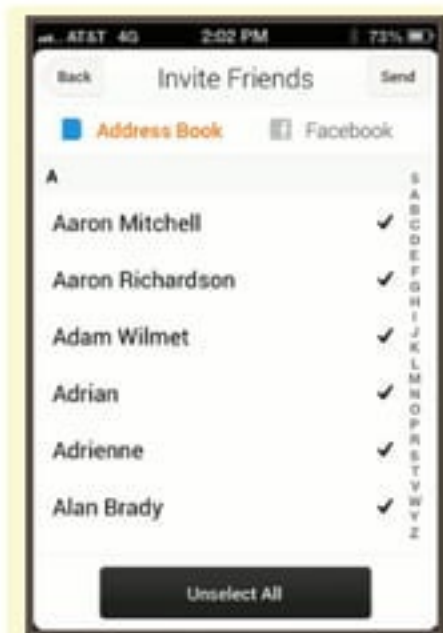 AT&T 4G 2:02 PM 73%
Back Invite Friends Send
Address Book Facebook
A
Aaron Mitchell
Aaron Richardson
Adam Wilmet
Adrian
Adrienne
Alan Brady
S
A
B
C
D
E
F
G
H
I
J
K
L
M
N
O
P
R
S
T
V
W
Y
Z
Unselect All